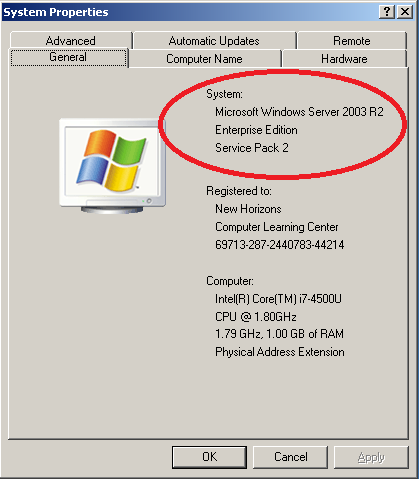 System Properties
Advanced
Automatic Updates
Remote
General
Computer Name
Hardware
System:
Microsoft Windows Server 2003 R2
Enterprise Edition
Service Pack 2
Registered to:
New Horizons
Computer Learning Center
69713-287-2440783-44214
Computer:
Intel(R) Core(TM) i7-4500U
CPU @ 1.80GHz
1.79 GHz, 1.00 GB of RAM
Physical Address Extension
OK
Cancel
Apply